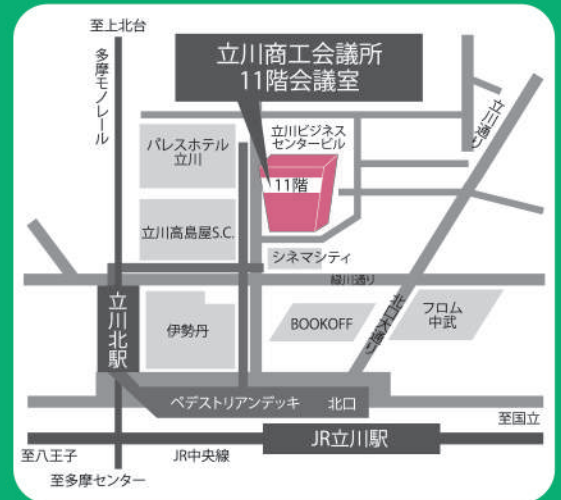 至上北台
多摩モノレール
立川商工会議所
11階会議室
立川通り
パレスホテル
立川
立川ビジネス
センタービル
11階
立川高島屋S.C.
シネマシティ
緑川通り
立川北駅
伊勢丹
BOOKOFF
北口大通り
フロム
中武
ペデストリアンデッキ
北口
至国立
JR立川駅
至八王子
JR中央線
至多摩センター